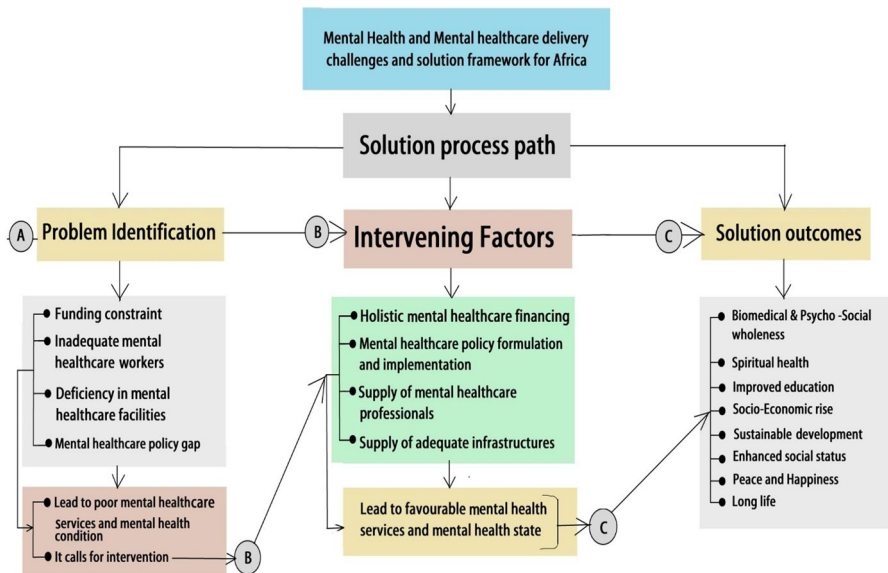 Mental Health and Mental healthcare delivery
challenges and solution framework for Africa
Solution process path
A
Problem Identification
B
Intervening Factors
C
Solution outcomes
Funding constraint
Inadequate mental
healthcare workers
Deficiency in mental
healthcare facilities
Mental healthcare policy gap
Holistic mental healthcare financing
Mental healthcare policy formulation
and implementation
Supply of mental healthcare
professionals
Supply of adequate infrastructures
Biomedical & Psycho -Social
wholeness
Spiritual health
Improved education
Socio-Economic rise
Sustainable development
Enhanced social status
Peace and Happiness
Long life
Lead to poor mental healthcare
services and mental health
condition
It calls for intervention
B
Lead to favourable mental health
services and mental health state
C